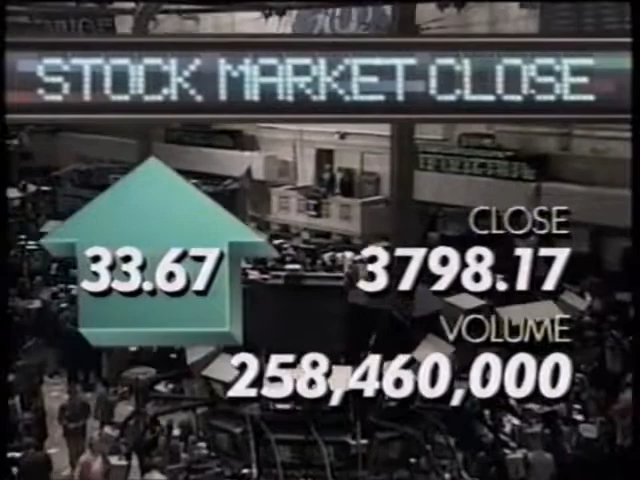 STOCK MARKET CLOSE
33.67
CLOSE
3798.17
VOLUME
258,460,000